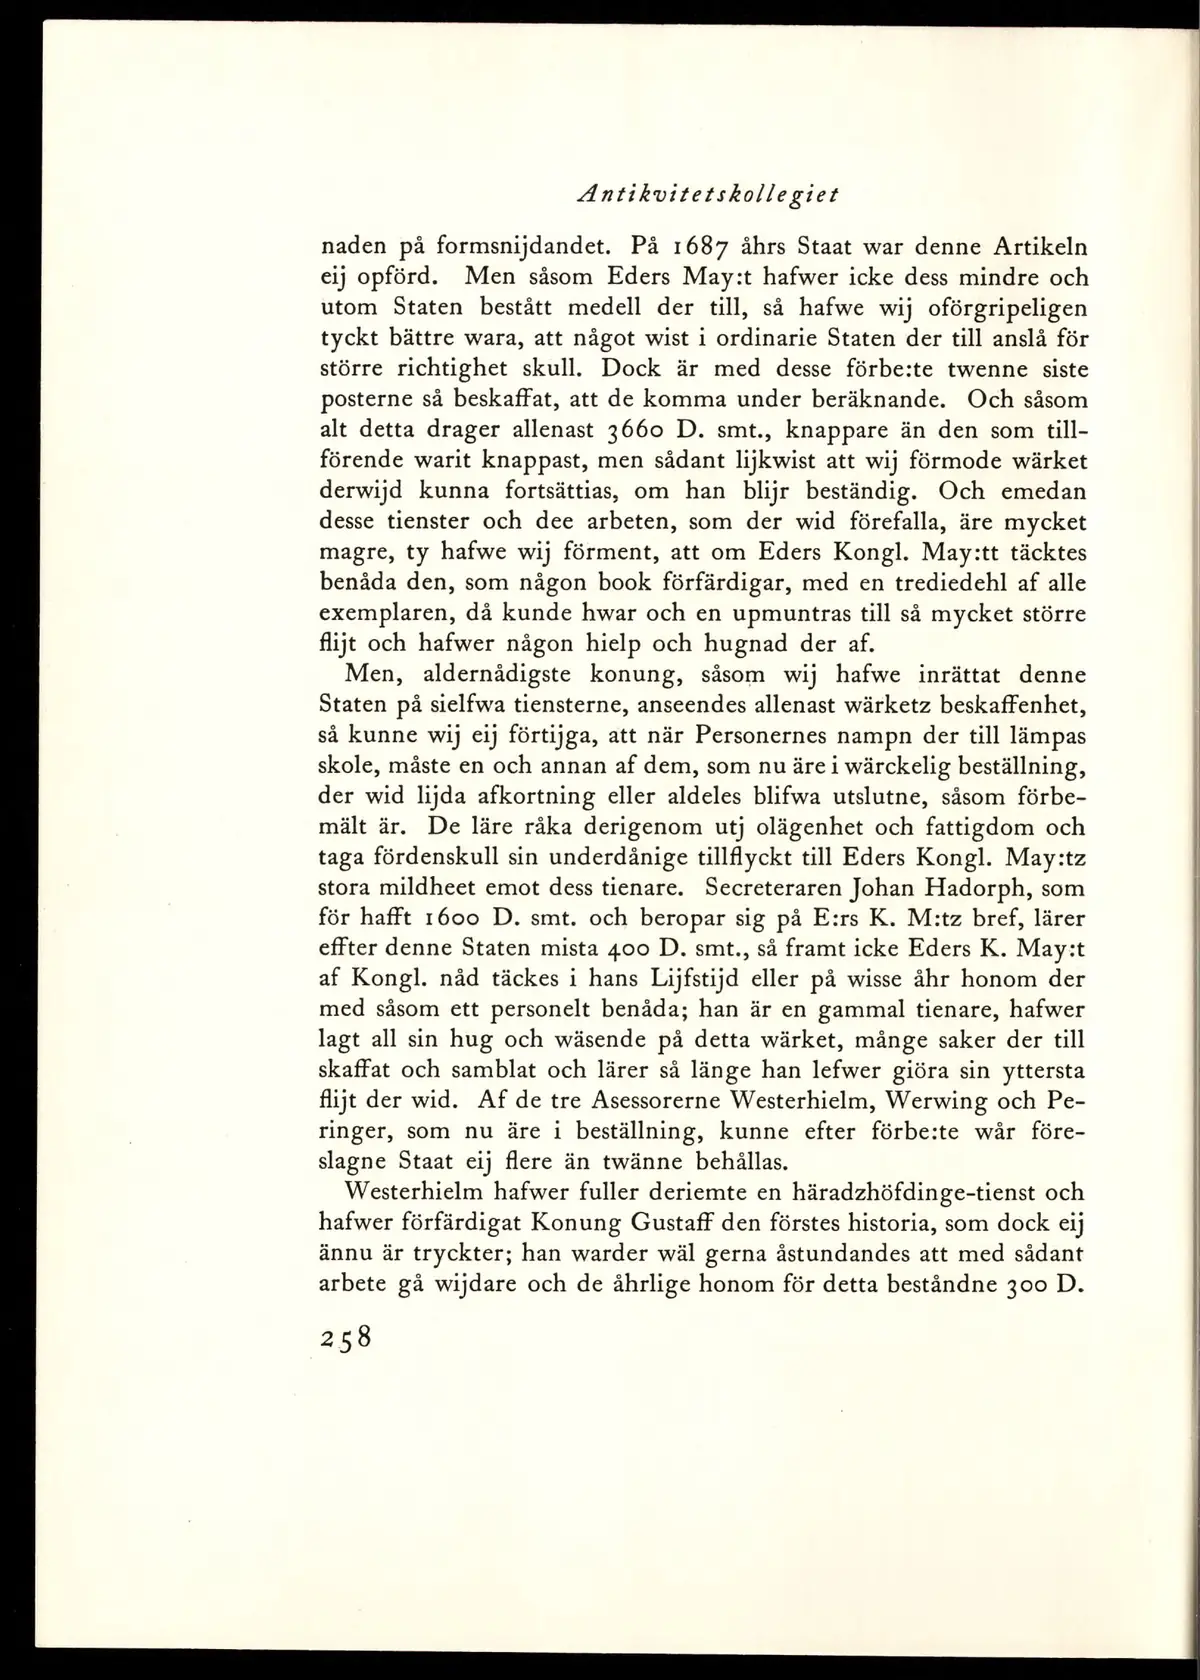 Antikvitetskollegiet
naden på formsnijdandet. På 1687 åhrs Staat war denne Artikeln
eij opförd. Men såsom Eders May:t hafwer icke dess mindre och
utom Staten bestått medell der till, så hafwe wij oförgripeligen
tyckt bättre wara, att något wist i ordinarie Staten der till anslå för
större richtighet skull. Dock är med desse förbe:te twenne siste
posterne så beskaffat, att de komma under beräknande. Och såsom
alt detta drager allenast 3660 D. smt., knappare än den som till-
förende warit knappast, men sådant lijkwist att wij förmode wärket
derwijd kunna fortsättias, om han blijr beständig. Och emedan
desse tienster och dee arbeten, som der wid förefalla, äre mycket
magre, ty hafwe wij förment, att om Eders Kongl. May:tt täcktes
benåda den, som någon book förfärdigar, med en trediedehl af alle
exemplaren, då kunde hwar och en upmuntras till så mycket större
flijt och hafwer någon hielp och hugnad der af.
Men, aldernådigste konung, såsom wij hafwe inrättat denne
Staten på sielfwa tiensterne, anseendes allenast wärketz beskaffenhet,
så kunne wij eij förtijga, att när Personernes nampn der till lämpas
skole, måste en och annan af dem, som nu äre i wärckelig beställning,
der wid lijda afkortning eller aldeles blifwa utslutne, såsom förbe-
mält är. De läre råka derigenom utj olägenhet och fattigdom och
taga fördenskull sin underdånige tillflyckt till Eders Kongl. May:tz
stora mildheet emot dess tienare. Secreteraren Johan Hadorph, som
för hafft 1600 D. smt. och beropar sig på E:rs K. M:tz bref, lärer
effter denne Staten mista 400 D. smt., så framt icke Eders K. May:t
af Kongl. nåd täckes i hans Lijfstijd eller på wisse åhr honom der
med såsom ett personelt benåda; han är en gammal tienare, hafwer
lagt all sin hug och wäsende på detta wärket, månge saker der till
skaffat och samblat och lärer så länge han lefwer giöra sin yttersta
flijt der wid. Af de tre Asessorerne Westerhielm, Werwing och Pe-
ringer, som nu äre i beställning, kunne efter förbe:te wår före-
slagne Staat eij flere än twänne behållas.
Westerhielm hafwer fuller deriemte en häradzhöfdinge-tienst och
hafwer förfärdigat Konung Gustaff den förstes historia, som dock eij
ännu är tryckter; han warder wäl gerna åstundandes att med sådant
arbete gå wijdare och de åhrlige honom för detta beståndne 300 D.
258